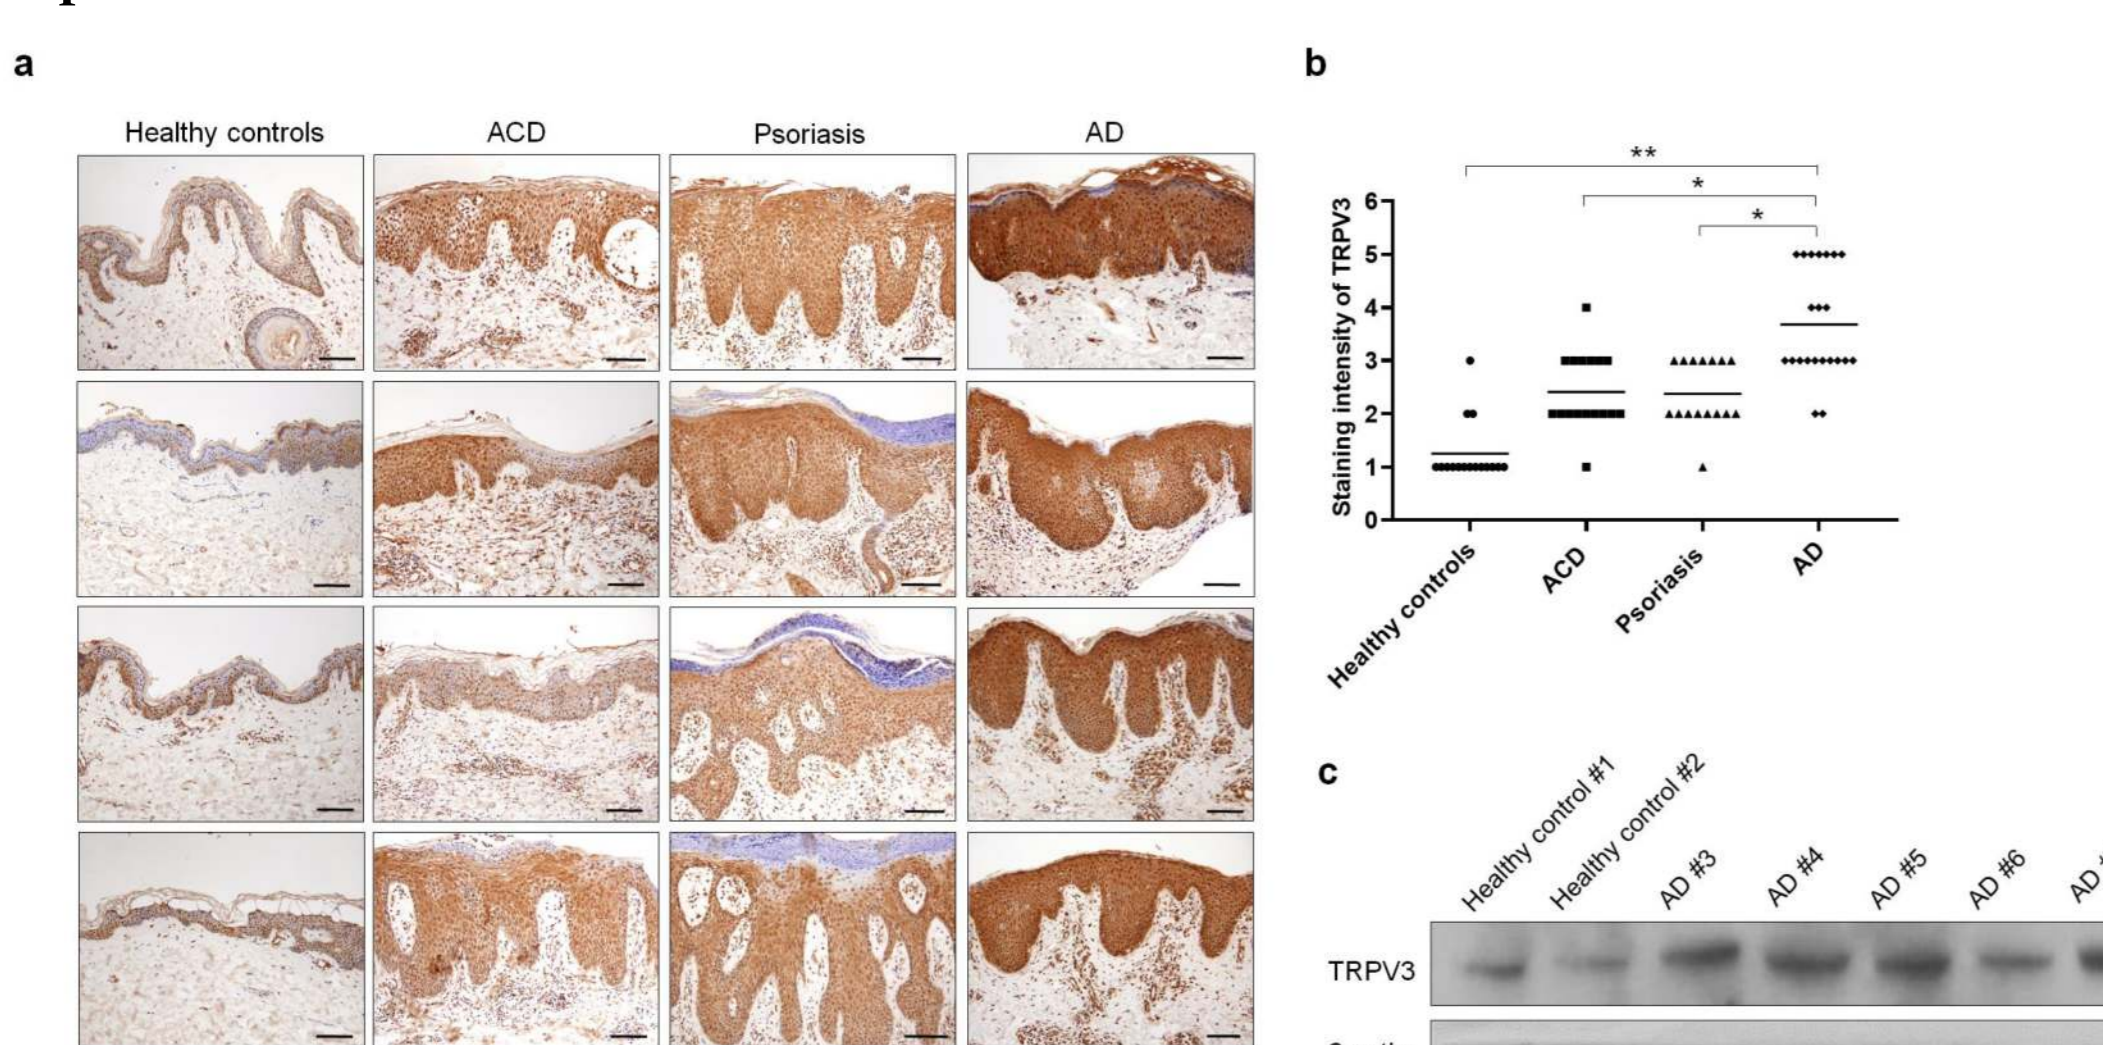 a
Healthy controls
ACD
Psoriasis
AD
b
**
*
*
Staining intensity of TRPV3
6
5
4
3
2
1
0
Healthy controls
ACD
Psoriasis
AD
c
Healthy control #1
Healthy control #2
AD #3
AD #4
AD #5
AD #6
AD
TRPV3